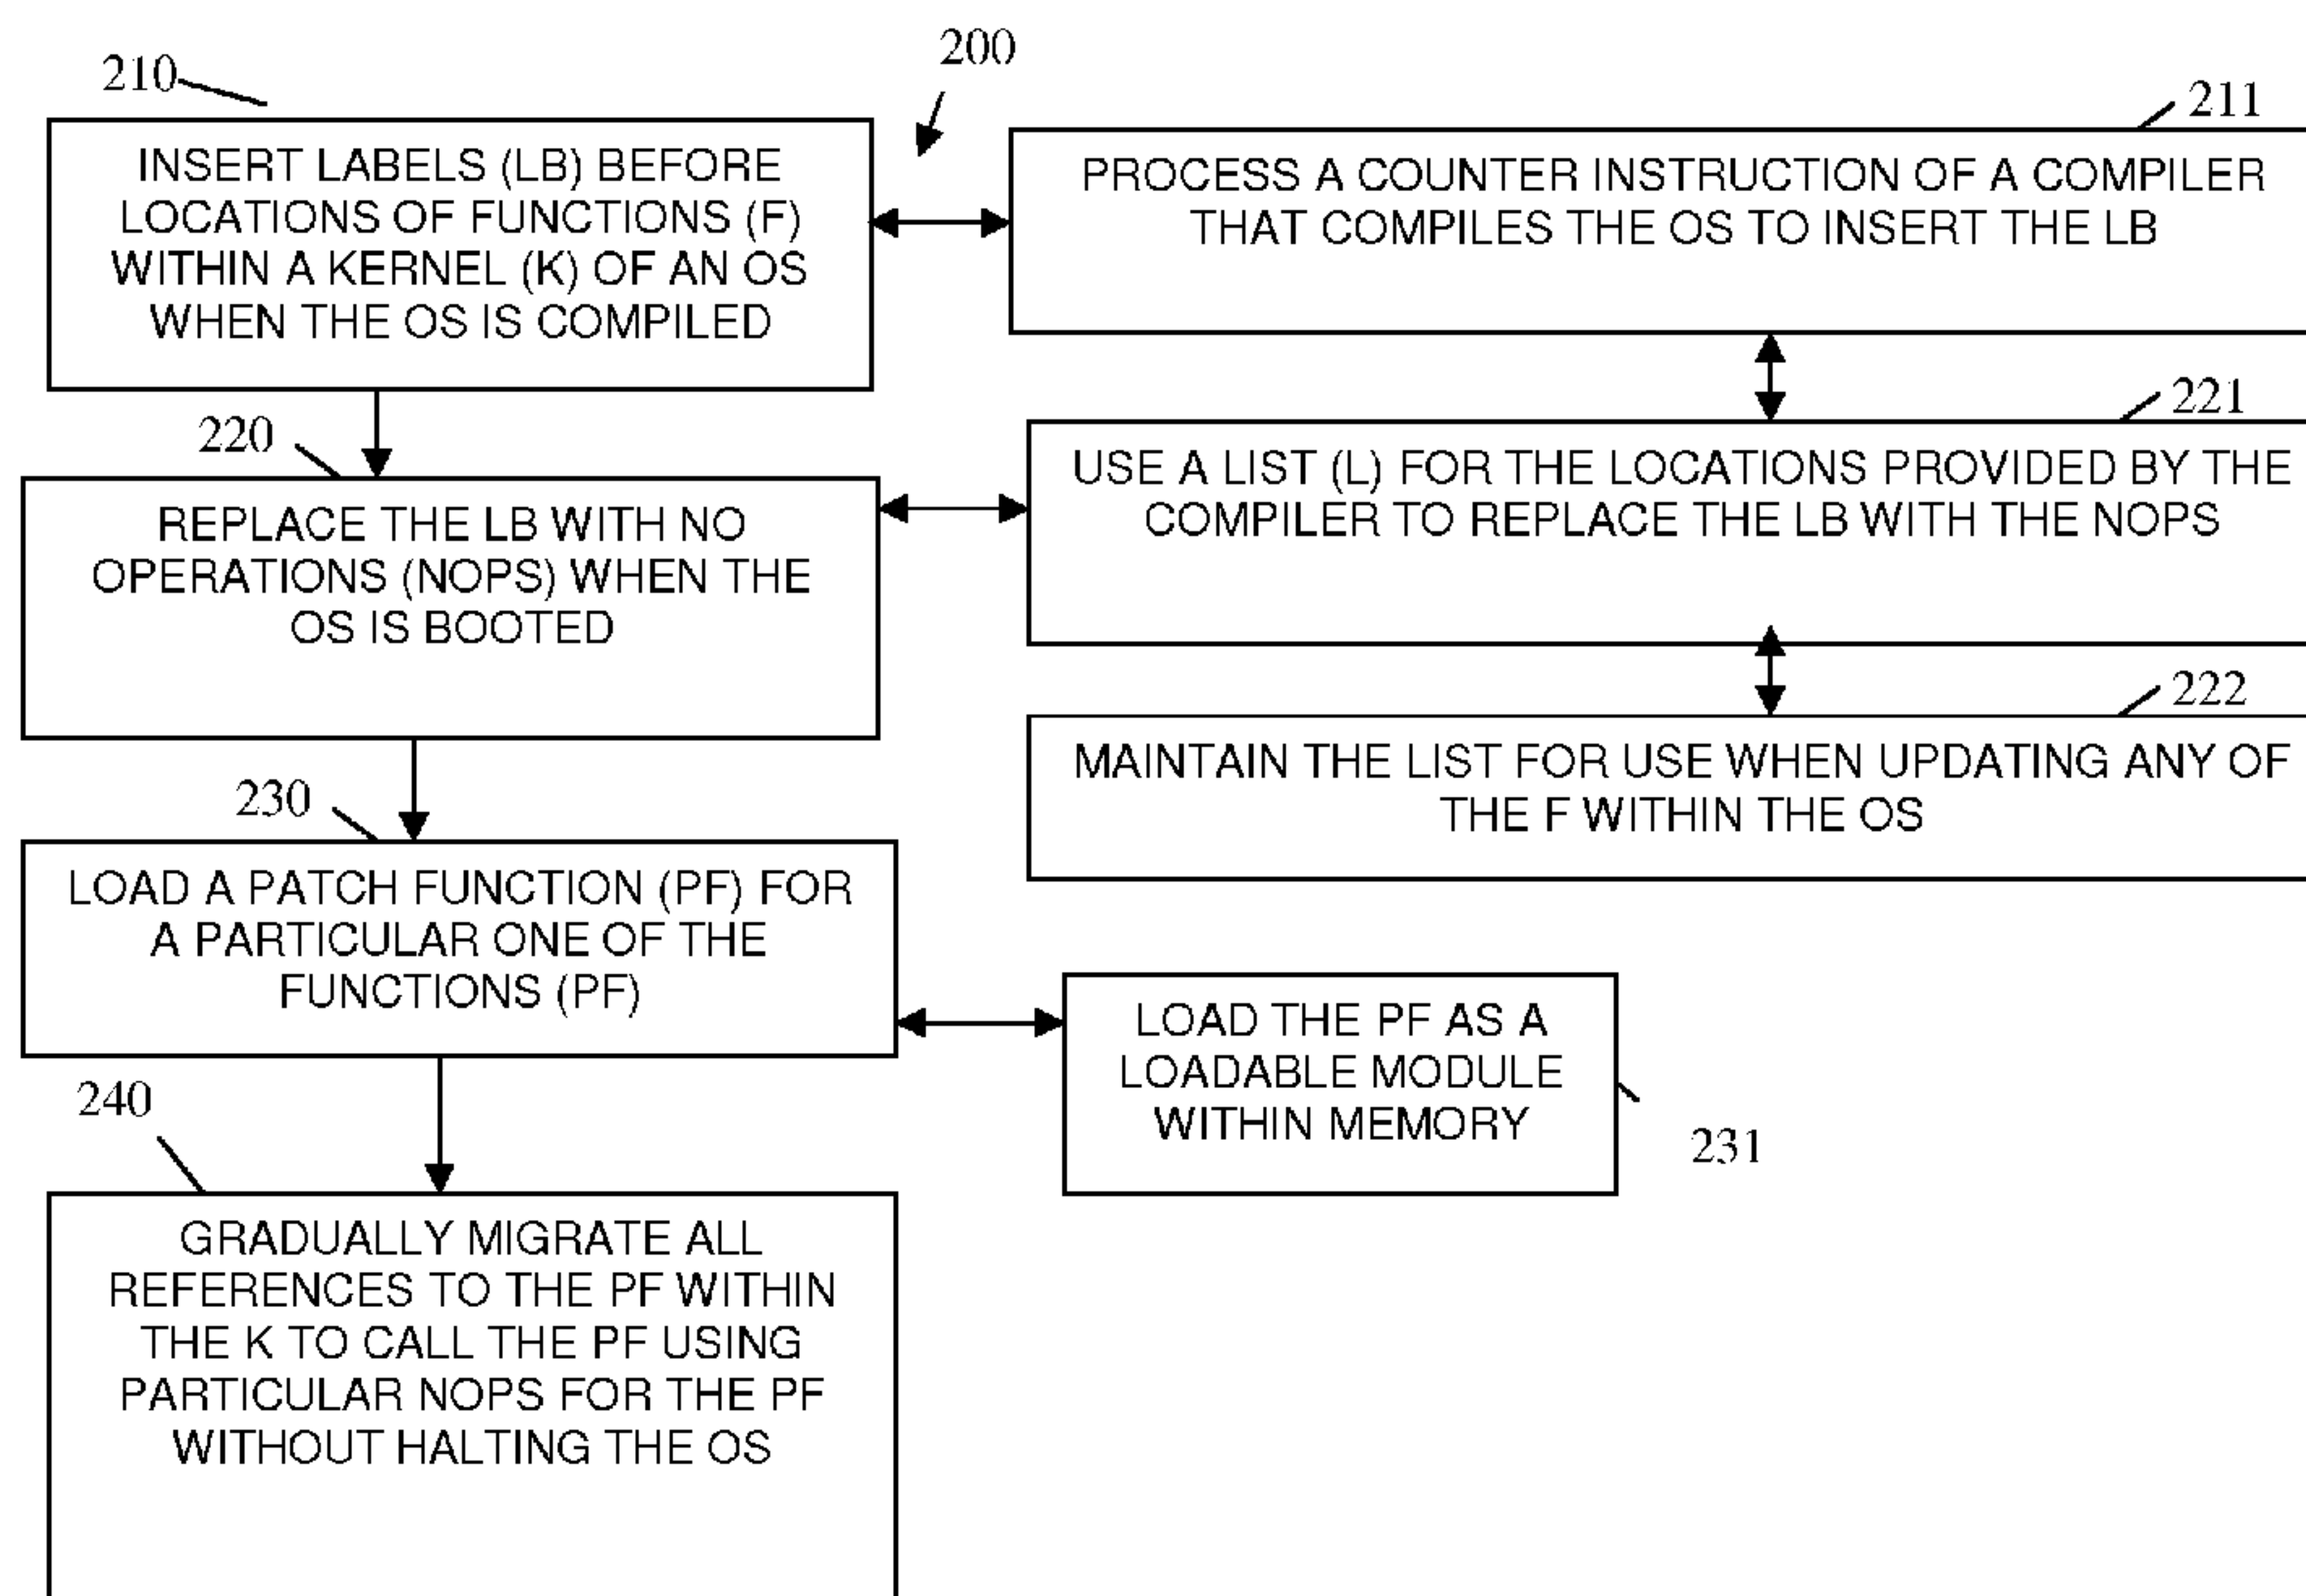 200
210
INSERT LABELS (LB) BEFORE
LOCATIONS OF FUNCTIONS (F)
WITHIN A KERNEL (K) OF AN OS
WHEN THE OS IS COMPILED
211
PROCESS A COUNTER INSTRUCTION OF A COMPILER
THAT COMPILES THE OS TO INSERT THE LB
220
REPLACE THE LB WITH NO
OPERATIONS (NOPS) WHEN THE
OS IS BOOTED
221
USE A LIST (L) FOR THE LOCATIONS PROVIDED BY THE
COMPILER TO REPLACE THE LB WITH THE NOPS
222
MAINTAIN THE LIST FOR USE WHEN UPDATING ANY OF
THE F WITHIN THE OS
230
LOAD A PATCH FUNCTION (PF) FOR
A PARTICULAR ONE OF THE
FUNCTIONS (PF)
LOAD THE PF AS A
LOADABLE MODULE
WITHIN MEMORY
231
240
GRADUALLY MIGRATE ALL
REFERENCES TO THE PF WITHIN
THE K TO CALL THE PF USING
PARTICULAR NOPS FOR THE PF
WITHOUT HALTING THE OS